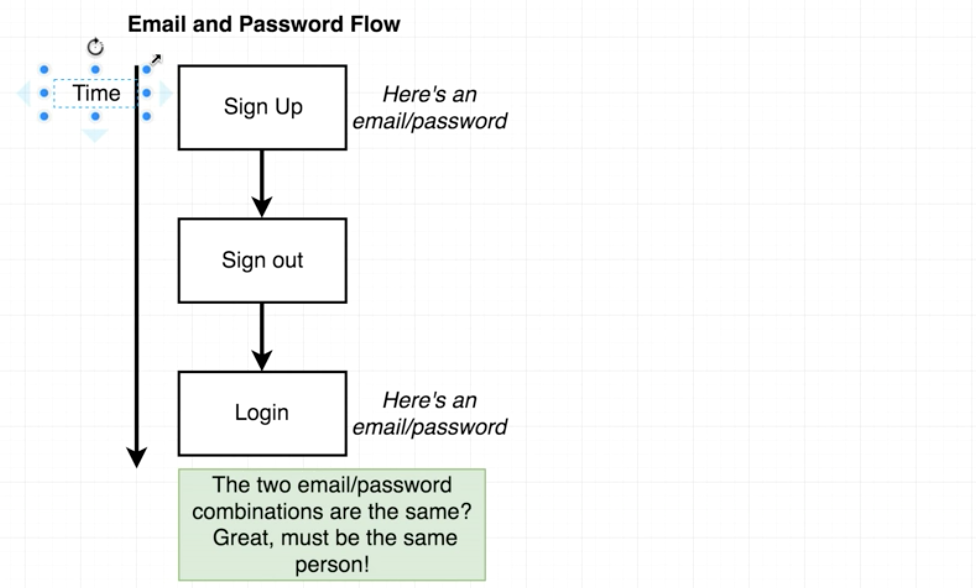 Email and Password Flow
Time
Sign Up
Here's an
email/password
Sign out
Login
Here's an
email/password
The two email/password
combinations are the same?
Great, must be the same
person!